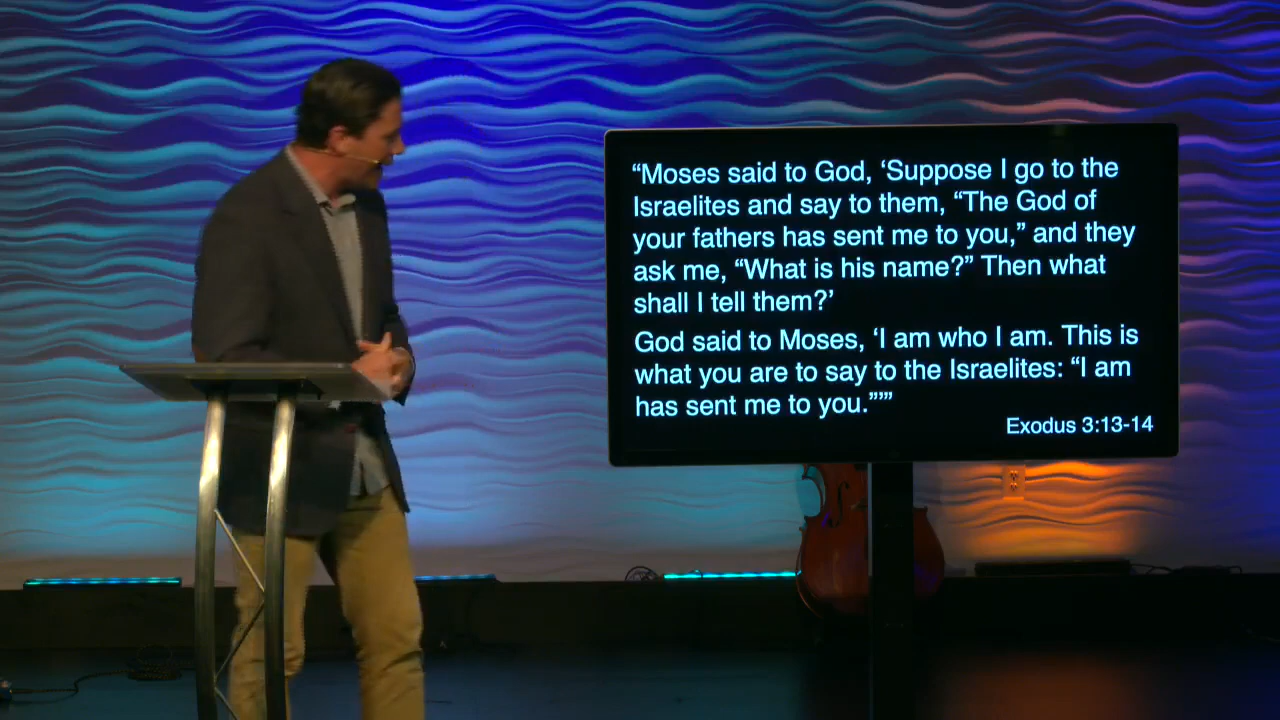 “Moses said to God, ‘Suppose I go to the
Israelites and say to them, “The God of
your fathers has sent me to you,” and they
ask me, “What is his name?” Then what
shall I tell them?’
God said to Moses, ‘I am who I am. This is
what you are to say to the Israelites: “I am
has sent me to you.”’”
Exodus 3:13-14